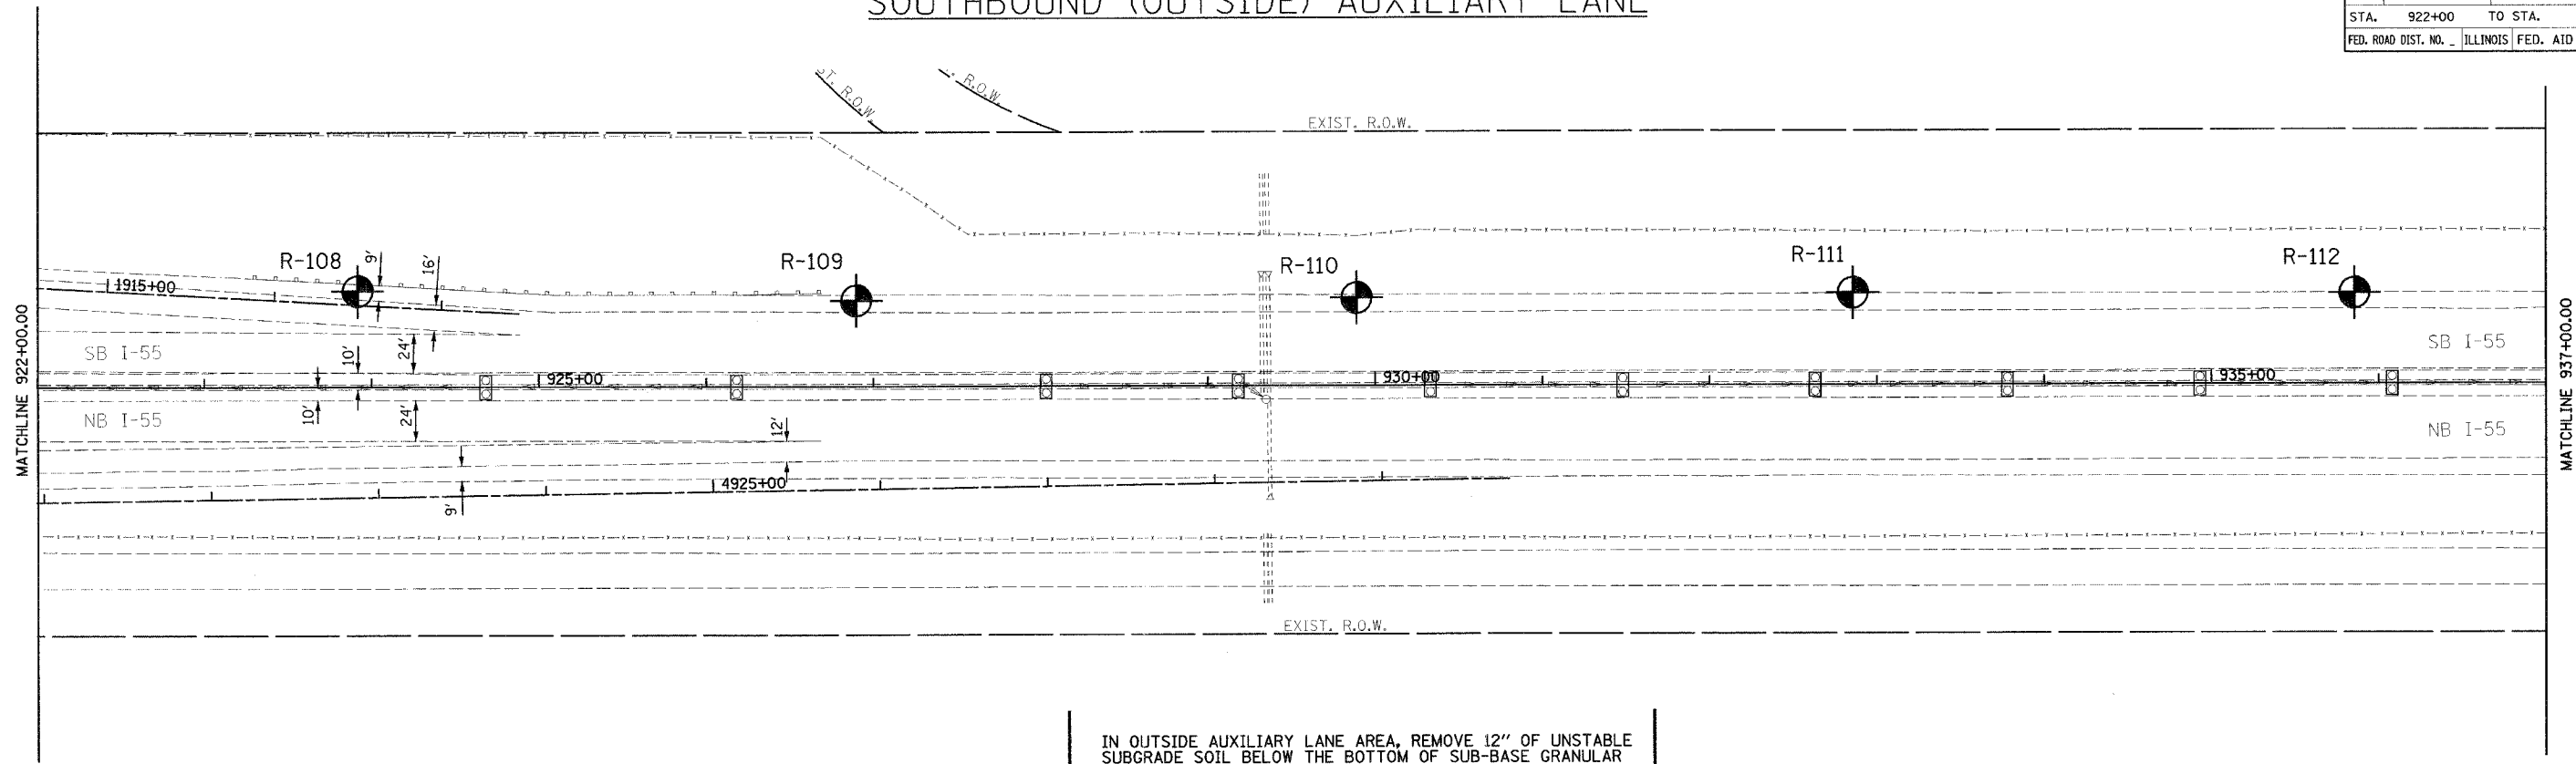 SOUTHBOUND (OUTSIDE) AUXILIARY LANE
STA. 922+00 TO STA.
FED. ROAD DIST. NO. _ ILLINOIS FED. AID
ST. R.O.W.
. R.O.W.
EXIST. R.O.W.
R-108
R-109
R-110
R-111
R-112
9'
16'
1915+00
MATCHLINE 922+00.00
MATCHLINE 937+00.00
SB I-55
SB I-55
10'
24'
925+00
930+00
935+00
NB I-55
NB I-55
10'
24'
12'
4925+00
9'
EXIST. R.O.W.
IN OUTSIDE AUXILIARY LANE AREA, REMOVE 12" OF UNSTABLE
SUBGRADE SOIL BELOW THE BOTTOM OF SUB-BASE GRANULAR